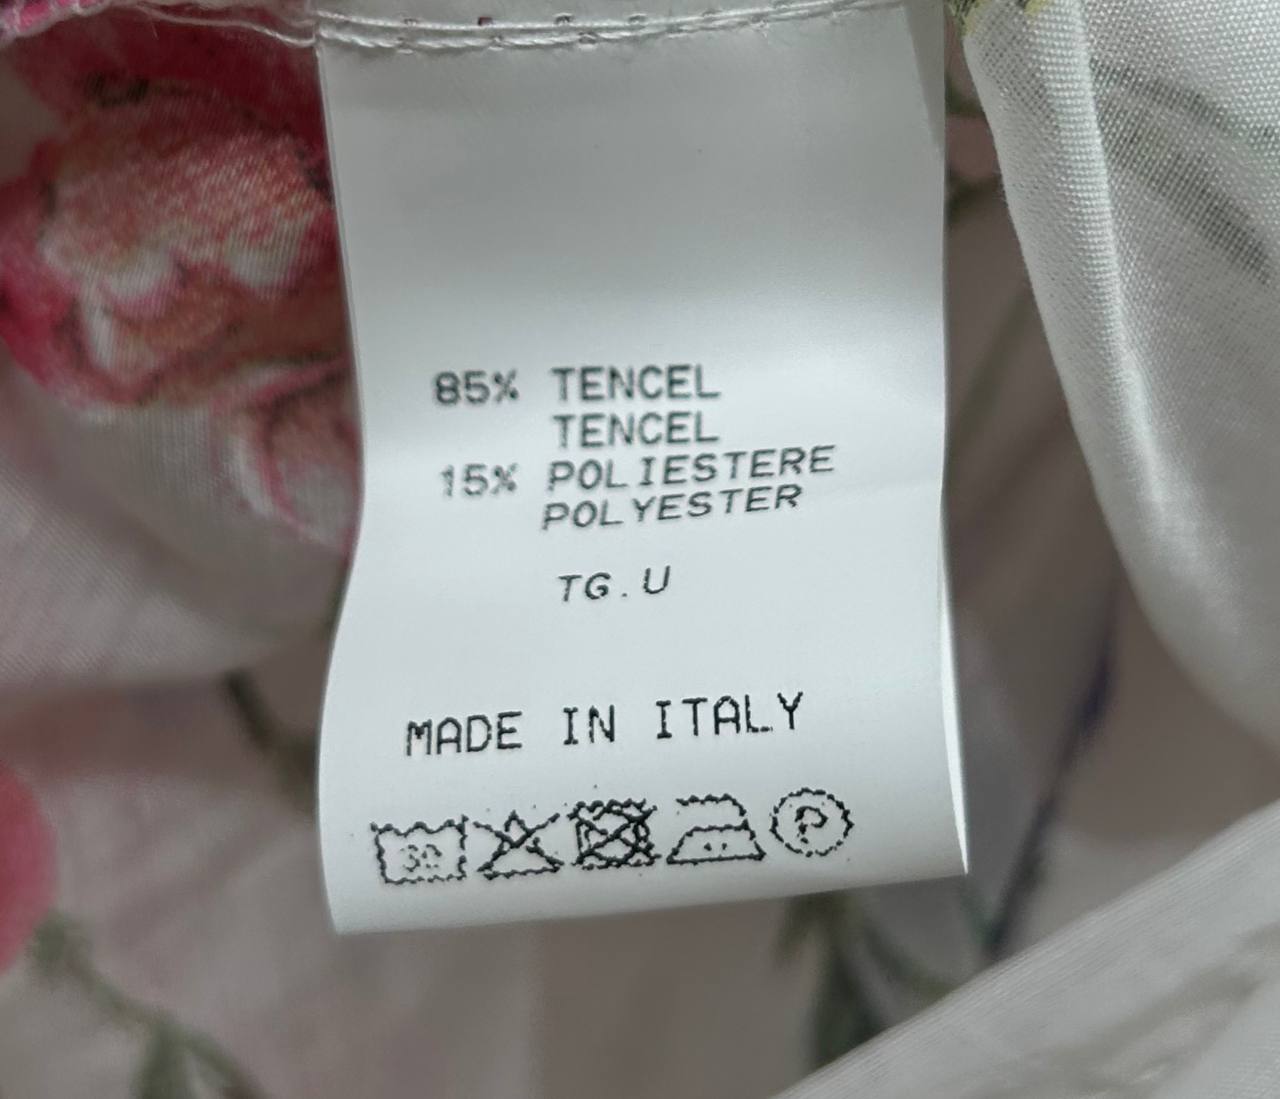 85% TENCEL
TENCEL
15% POLIESTERE
POLYESTER
TG.U
MADE IN ITALY
30 P